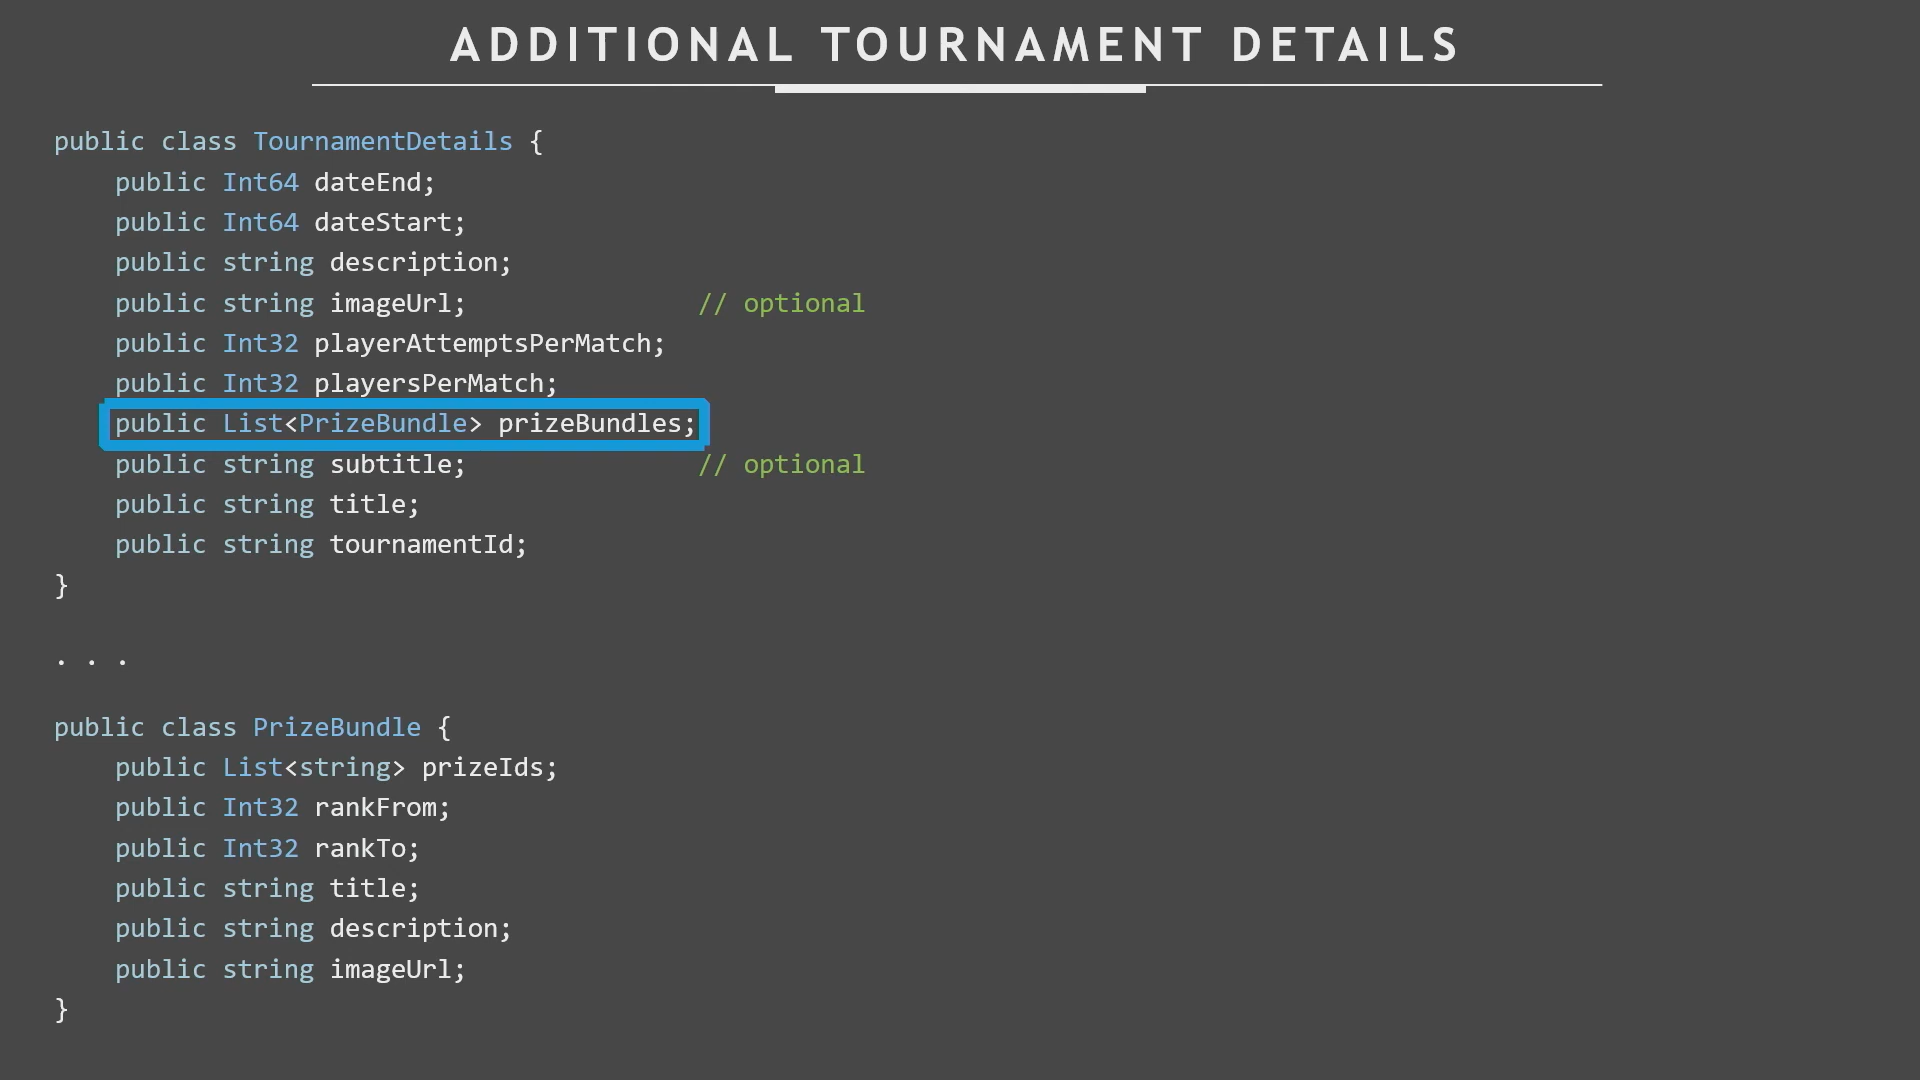 ADDITIONAL TOURNAMENT DETAILS
public class TournamentDetails {
    public Int64 dateEnd;
    public Int64 dateStart;
    public string description;
    public string imageUrl;               // optional
    public Int32 playerAttemptsPerMatch;
    public Int32 playersPerMatch;
    public List<PrizeBundle> prizeBundles;
    public string subtitle;               // optional
    public string title;
    public string tournamentId;
}
. . .
public class PrizeBundle {
    public List<string> prizeIds;
    public Int32 rankFrom;
    public Int32 rankTo;
    public string title;
    public string description;
    public string imageUrl;
}